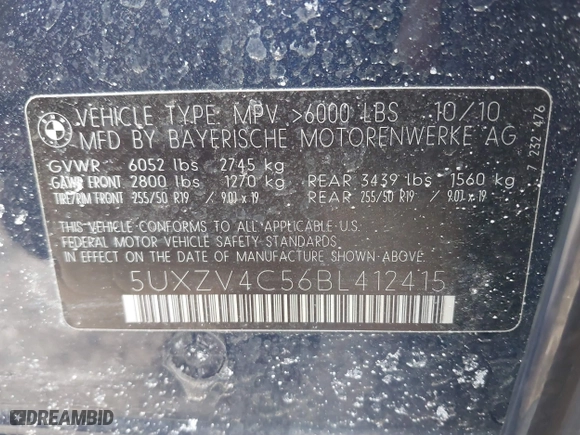 BMW
VEHICLE TYPE: MPV >6000 LBS 10/10
MFD BY BAYERISCHE MOTORENWERKE AG
GVWR 6052 lbs 2745 kg
GAWR FRONT 2800 lbs 1270 kg REAR 3439 lbs 1560 kg
TIRE/RIM FRONT 255/50 R19 / 9.0J x 19 REAR 255/50 R19 / 9.0J x 19
THIS VEHICLE CONFORMS TO ALL APPLICABLE U.S.
FEDERAL MOTOR VEHICLE SAFETY STANDARDS
IN EFFECT ON THE DATE OF MANUFACTURE SHOWN ABOVE.
5UXZV4C56BL412415
7 232 476
DREAMBID